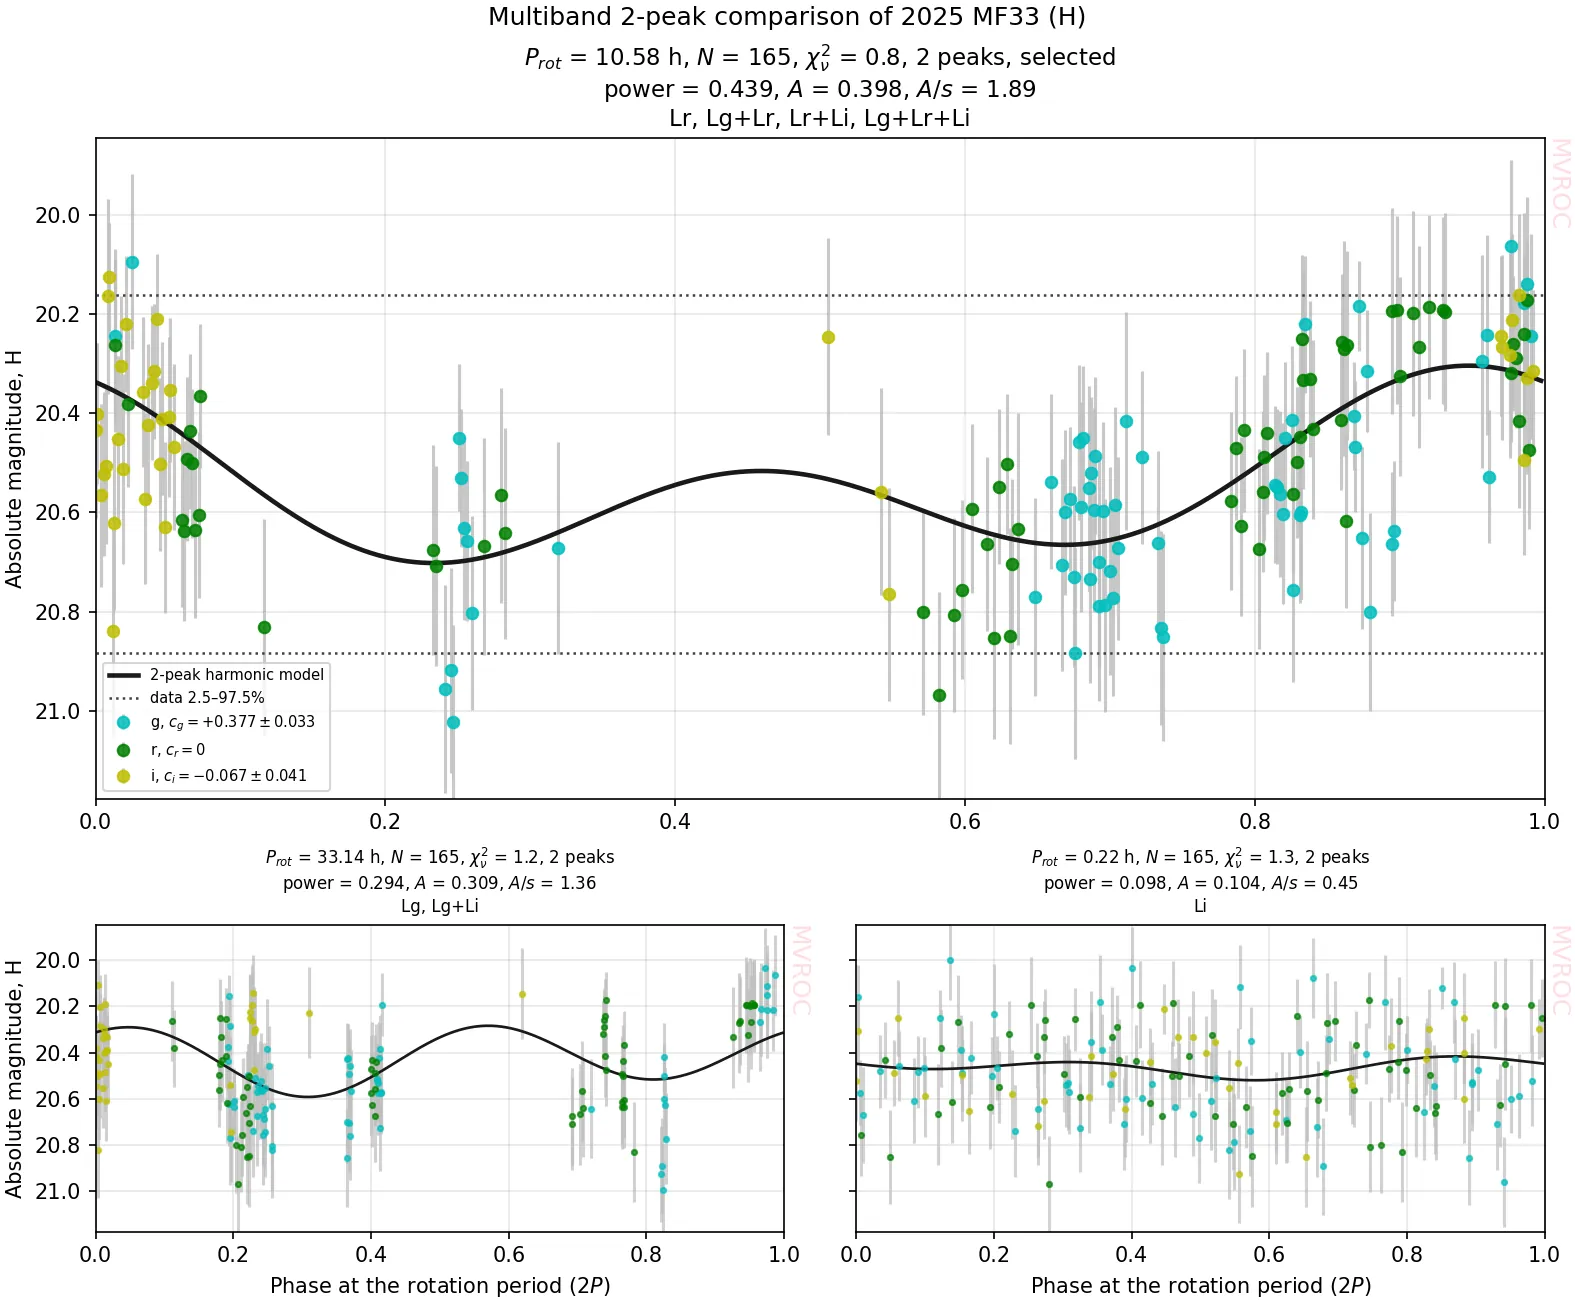 Multiband 2-peak comparison of 2025 MF33 (H)
P_rot = 10.58 h, N = 165, χ²_ν = 0.8, 2 peaks, selected
power = 0.439, A = 0.398, A/s = 1.89
Lr, Lg+Lr, Lr+Li, Lg+Lr+Li
MVROC
Absolute magnitude, H
20.0
20.2
20.4
20.6
20.8
21.0
2-peak harmonic model
data 2.5–97.5%
g, c_g = +0.377 ± 0.033
r, c_r = 0
i, c_i = −0.067 ± 0.041
0.0 0.2 0.4 0.6 0.8 1.0
P_rot = 33.14 h, N = 165, χ²_ν = 1.2, 2 peaks
power = 0.294, A = 0.309, A/s = 1.36
Lg, Lg+Li
MVROC
Absolute magnitude, H
20.0
20.2
20.4
20.6
20.8
21.0
0.0 0.2 0.4 0.6 0.8 1.0
Phase at the rotation period (2P)
P_rot = 0.22 h, N = 165, χ²_ν = 1.3, 2 peaks
power = 0.098, A = 0.104, A/s = 0.45
Li
MVROC
0.0 0.2 0.4 0.6 0.8 1.0
Phase at the rotation period (2P)